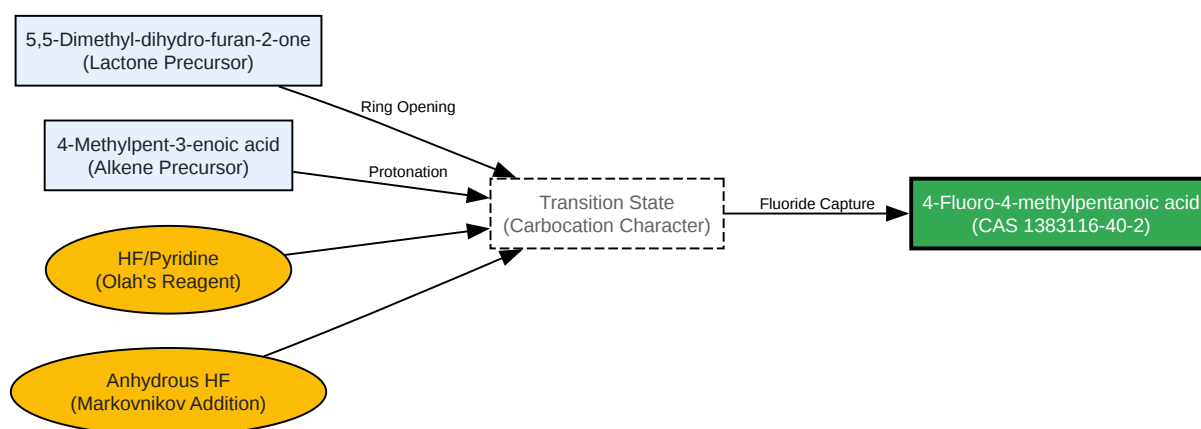 5,5-Dimethyl-dihydro-furan-2-one
(Lactone Precursor)
Ring Opening
4-Methylpent-3-enoic acid
(Alkene Precursor)
Protonation
Transition State
(Carbocation Character)
Fluoride Capture
4-Fluoro-4-methylpentanoic acid
(CAS 1383116-40-2)
HF/Pyridine
(Olah's Reagent)
Anhydrous HF
(Markovnikov Addition)